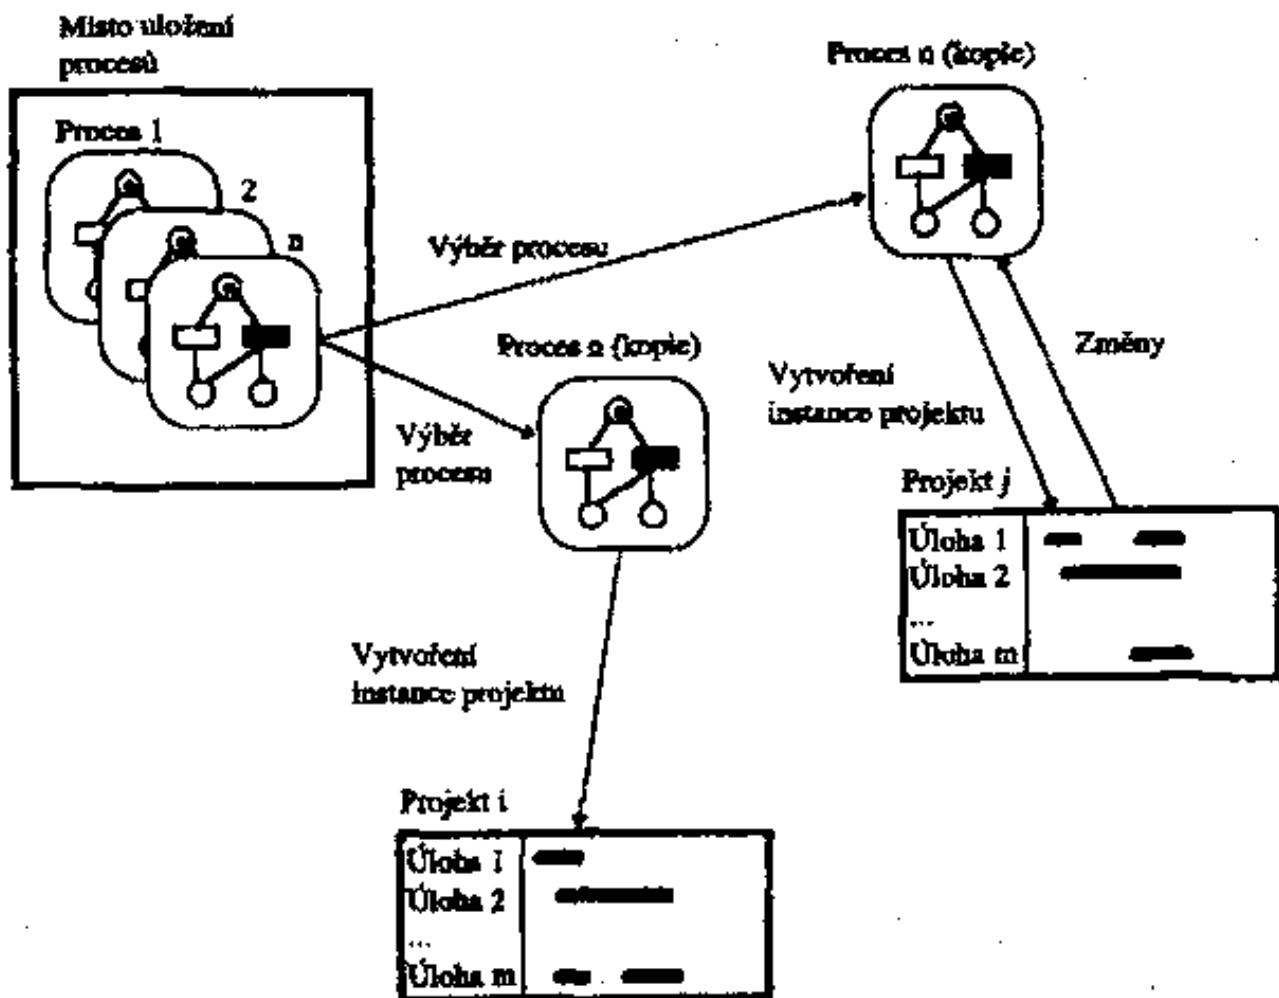 Místo uložení
procesů
Proces 1
2
n
Výběr procesu
Výběr
procesu
Proces n (kopie)
Proces n (kopie)
Vytvoření
instance projektu
Změny
Projekt j
Úloha 1
Úloha 2
...
Úloha m
Vytvoření
instance projektu
Projekt i
Úloha 1
Úloha 2
...
Úloha m